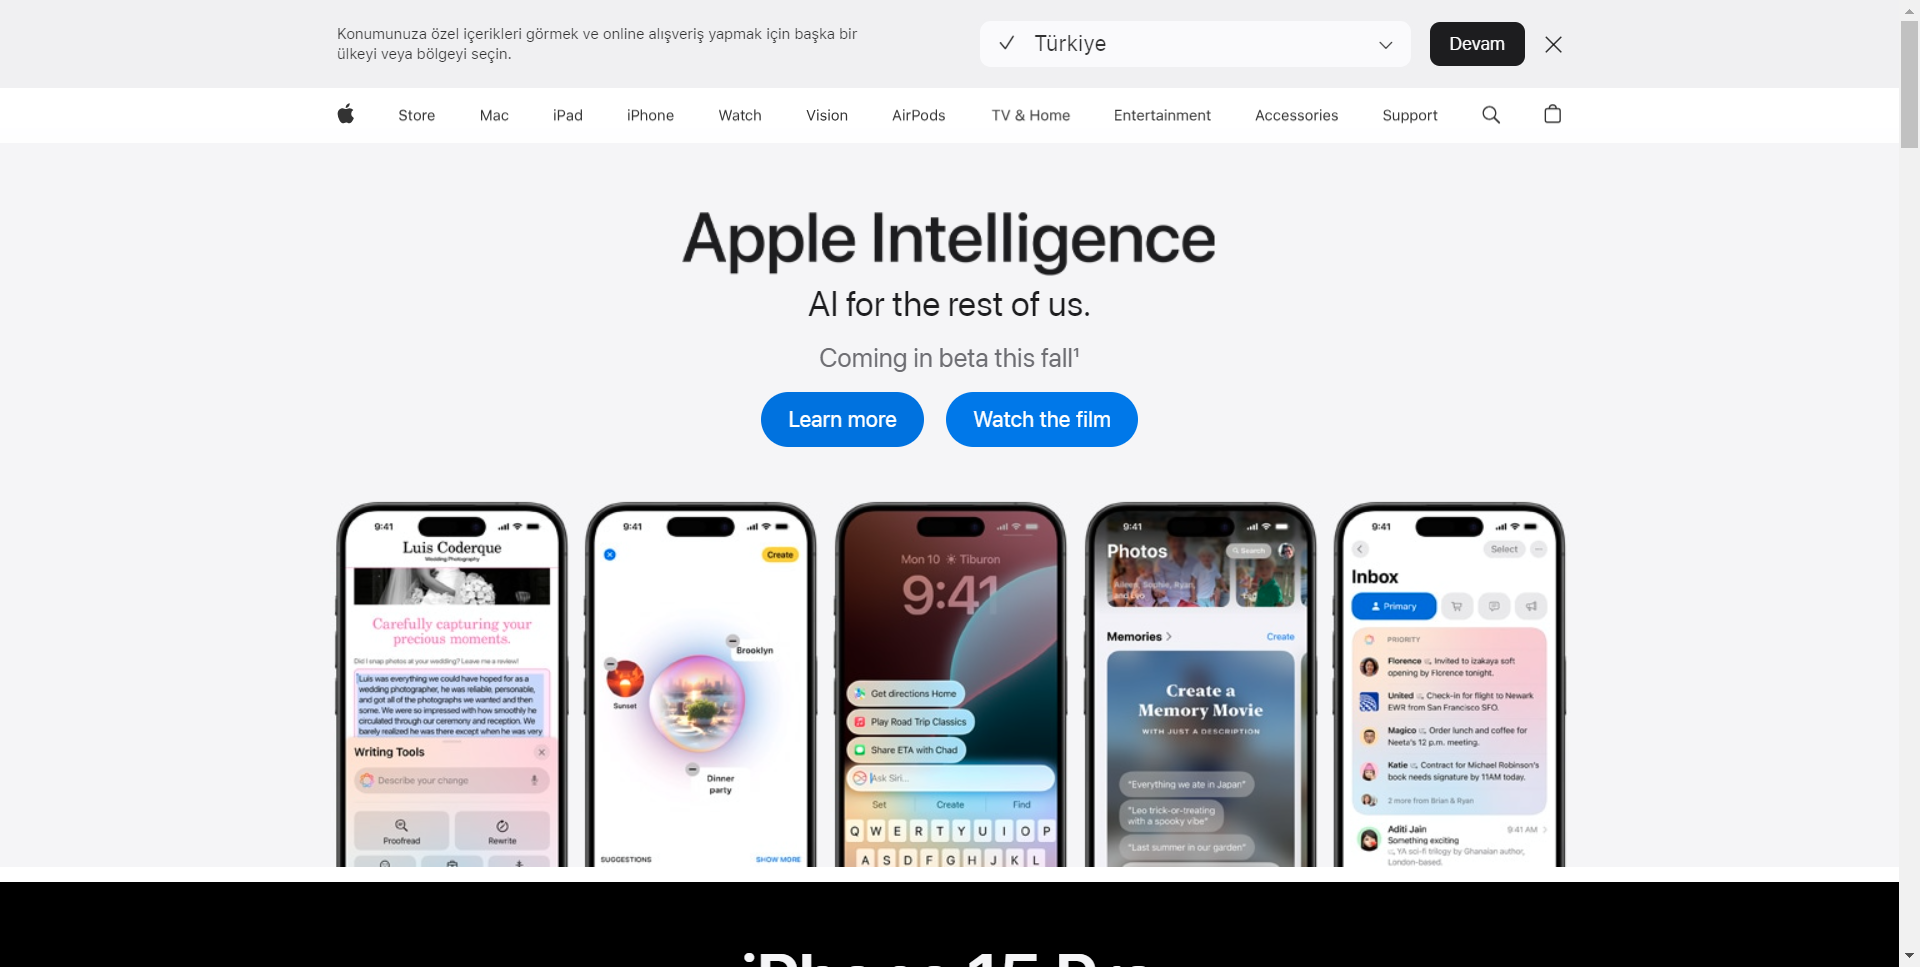 Konumunuza özel içerikleri görmek ve online alışveriş yapmak için başka bir
ülkeyi veya bölgeyi seçin.
Türkiye
Devam
Store Mac iPad iPhone Watch Vision AirPods TV & Home Entertainment Accessories Support
Apple Intelligence
AI for the rest of us.
Coming in beta this fall¹
Learn more
Watch the film
9:41
Luis Coderque
Wedding Photography
Carefully capturing your
precious moments.
Did I snap photos at your wedding? Leave me a review!
Luis was everything we could have hoped for as a
wedding photographer, he was reliable, personable,
and got all of the photographs we wanted and then
some. We were so impressed with how smoothly he
circulated through our ceremony and reception. We
barely realized he was there except when he was very
Writing Tools
Describe your change
Proofread
Rewrite
9:41
Create
Brooklyn
Sunset
Dinner
party
SUGGESTIONS
SHOW MORE
Mon 10 Tiburon
9:41
Get directions Home
Play Road Trip Classics
Share ETA with Chad
Ask Siri...
Set Create Find
Q W E R T Y U I O P
A S D F G H J K L
9:41
Photos
Search
Aileen, Sophie, Ryan,
and Leo
Memories
Create
Create a
Memory Movie
WITH JUST A DESCRIPTION
"Everything we ate in Japan"
"Leo trick-or-treating
with a spooky vibe"
"Last summer in our garden"
9:41
Select
Inbox
Primary
PRIORITY
Florence Invited to izakaya soft
opening by Florence tonight.
United Check-in for flight to Newark
EWR from San Francisco SFO.
Magico Order lunch and coffee for
Neeta's 12 p.m. meeting.
Katie Contract for Michael Robinson's
book needs signature by 11AM today.
2 more from Brian & Ryan
Aditi Jain
9:41 AM
Something exciting
YA sci-fi trilogy by Ghanaian author,
London-based.
iPhone 15 Pro